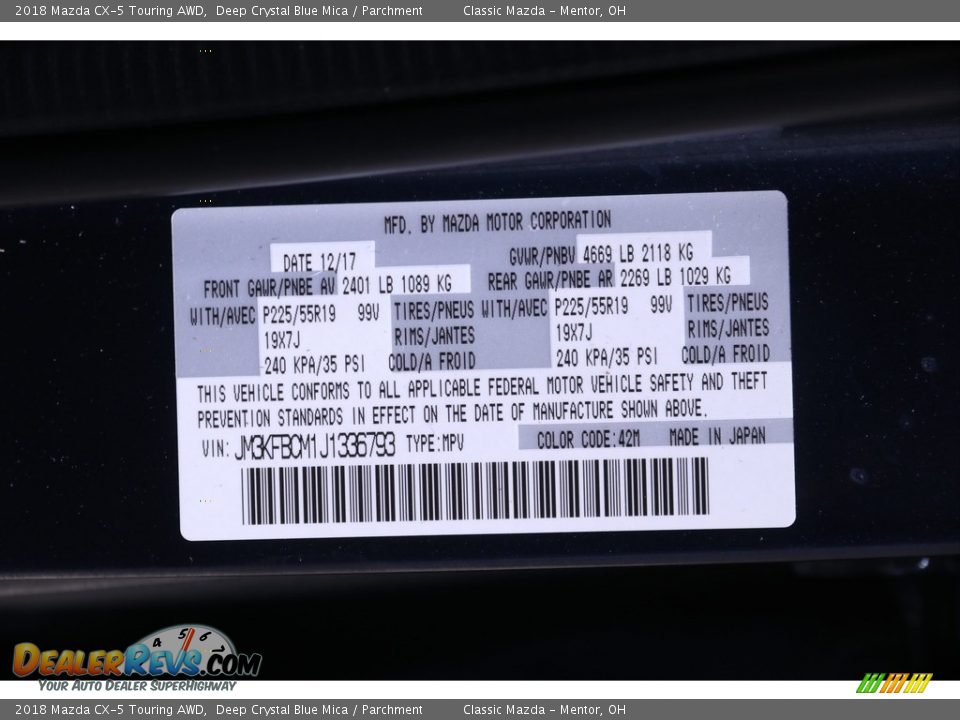 2018 Mazda CX-5 Touring AWD, Deep Crystal Blue Mica / Parchment Classic Mazda - Mentor, OH
MFD. BY MAZDA MOTOR CORPORATION
DATE 12/17 GVWR/PNBV 4669 LB 2118 KG
FRONT GAWR/PNBE AV 2401 LB 1089 KG REAR GAWR/PNBE AR 2269 LB 1029 KG
WITH/AVEC P225/55R19 99V TIRES/PNEUS WITH/AVEC P225/55R19 99V TIRES/PNEUS
19X7J RIMS/JANTES 19X7J RIMS/JANTES
240 KPA/35 PSI COLD/A FROID 240 KPA/35 PSI COLD/A FROID
THIS VEHICLE CONFORMS TO ALL APPLICABLE FEDERAL MOTOR VEHICLE SAFETY AND THEFT
PREVENTION STANDARDS IN EFFECT ON THE DATE OF MANUFACTURE SHOWN ABOVE.
VIN: JM3KFBCM1J1336793 TYPE:MPV COLOR CODE:42M MADE IN JAPAN
4 5 6
DEALERREVS.COM
YOUR AUTO DEALER SUPERHIGHWAY
2018 Mazda CX-5 Touring AWD, Deep Crystal Blue Mica / Parchment Classic Mazda - Mentor, OH